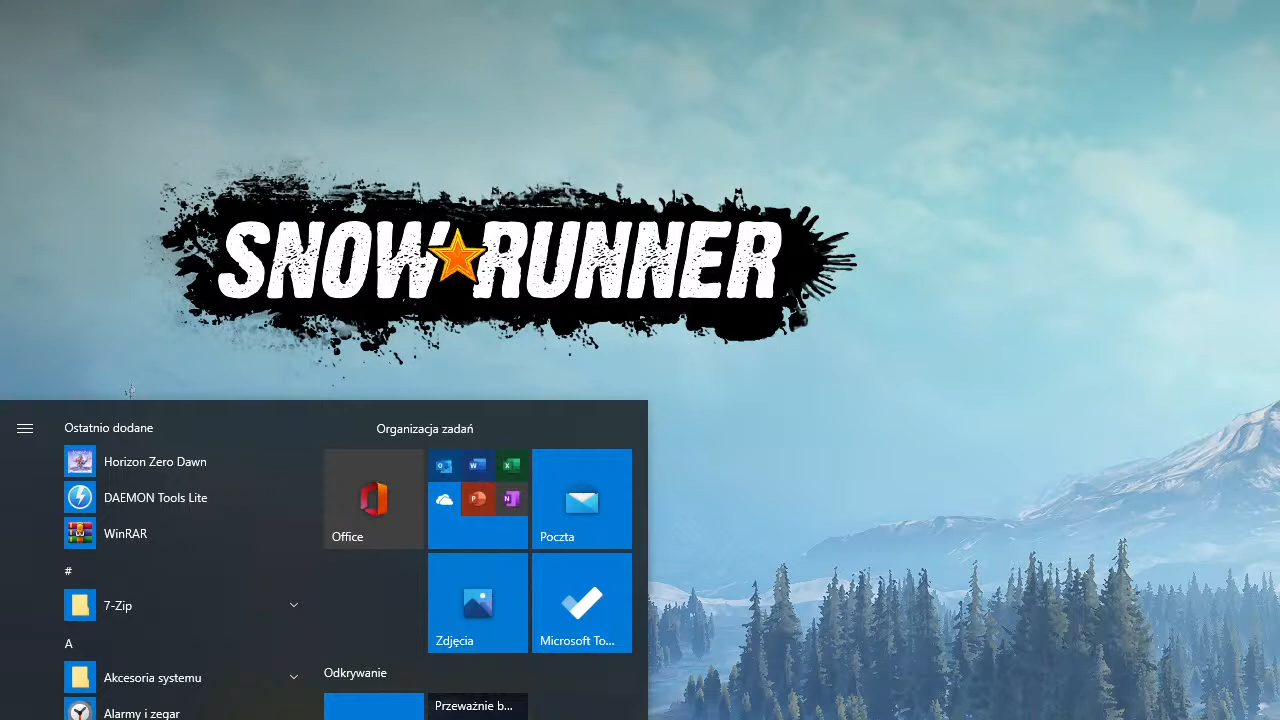 SNOW RUNNER
Ostatnio dodane
Horizon Zero Dawn
DAEMON Tools Lite
WinRAR
#
7-Zip
A
Akcesoria systemu
Alarmy i zegar
Organizacja zadań
Office
Poczta
Zdjęcia
Microsoft To...
Odkrywanie
Przeważnie b...